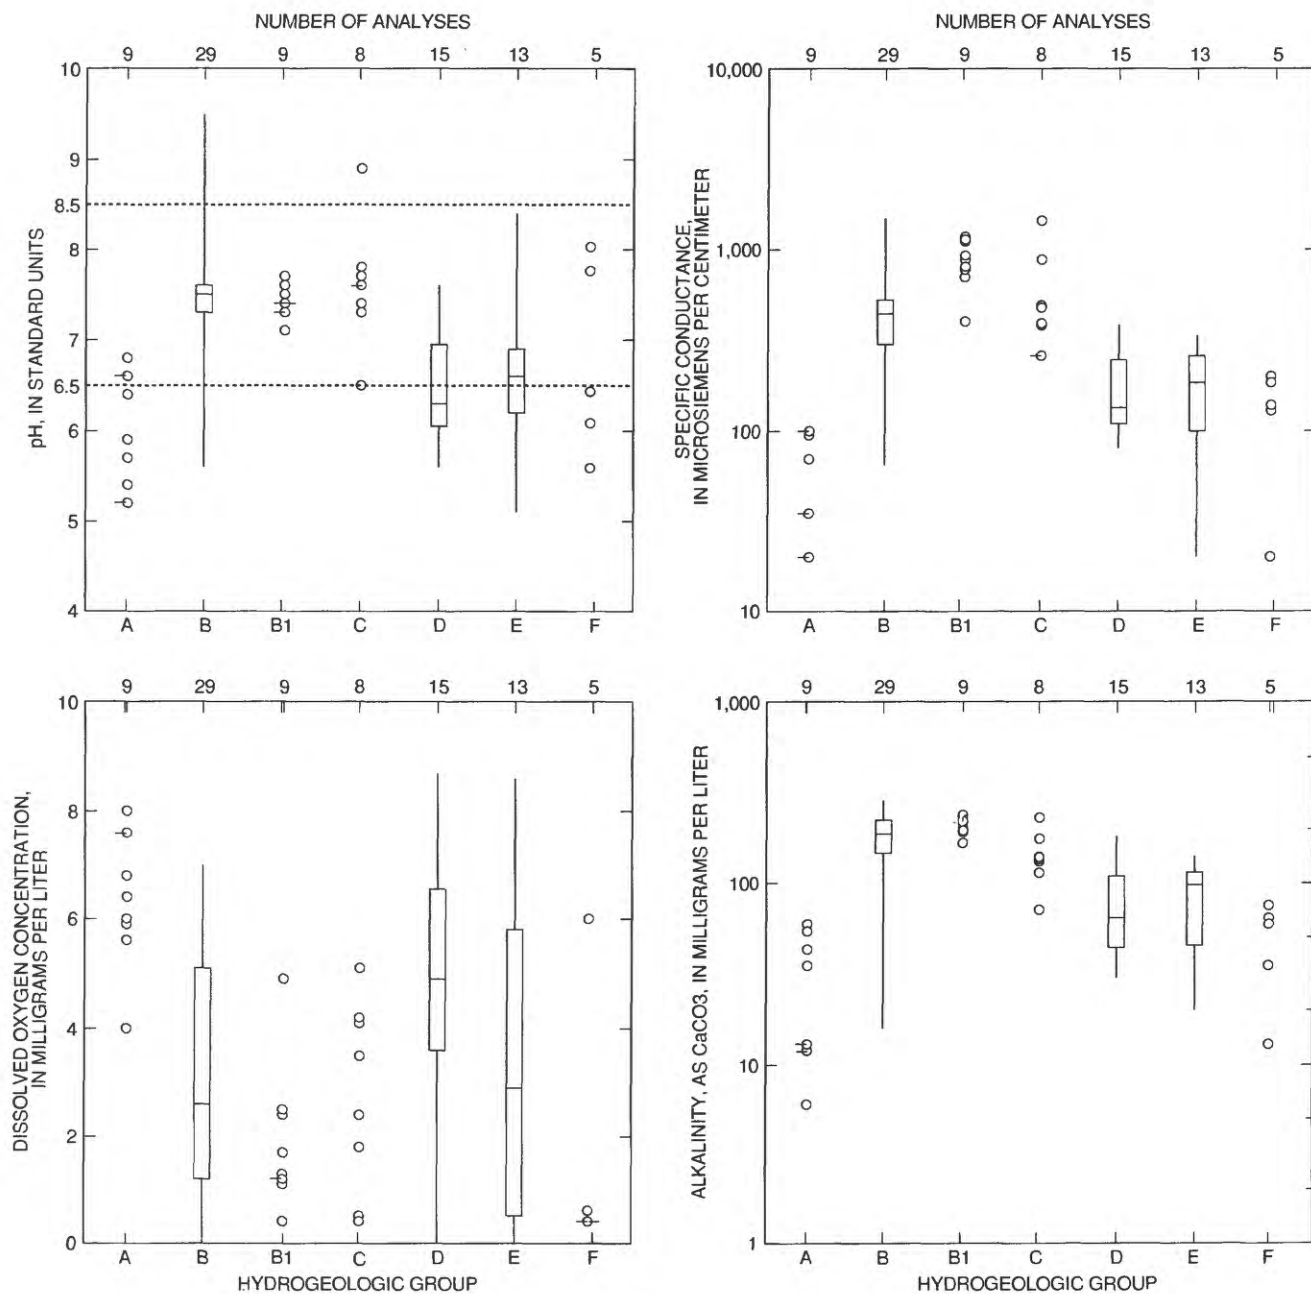 NUMBER OF ANALYSES
9 29 9 8 15 13 5
10
9
8.5
8
7
6.5
6
5
4
pH, IN STANDARD UNITS
A B B1 C D E F
NUMBER OF ANALYSES
9 29 9 8 15 13 5
10,000
1,000
100
10
SPECIFIC CONDUCTANCE,
IN MICROSIEMENS PER CENTIMETER
A B B1 C D E F
9 29 9 8 15 13 5
10
8
6
4
2
0
DISSOLVED OXYGEN CONCENTRATION,
IN MILLIGRAMS PER LITER
A B B1 C D E F
HYDROGEOLOGIC GROUP
9 29 9 8 15 13 5
1,000
100
10
1
ALKALINITY, AS CaCO3, IN MILLIGRAMS PER LITER
A B B1 C D E F
HYDROGEOLOGIC GROUP